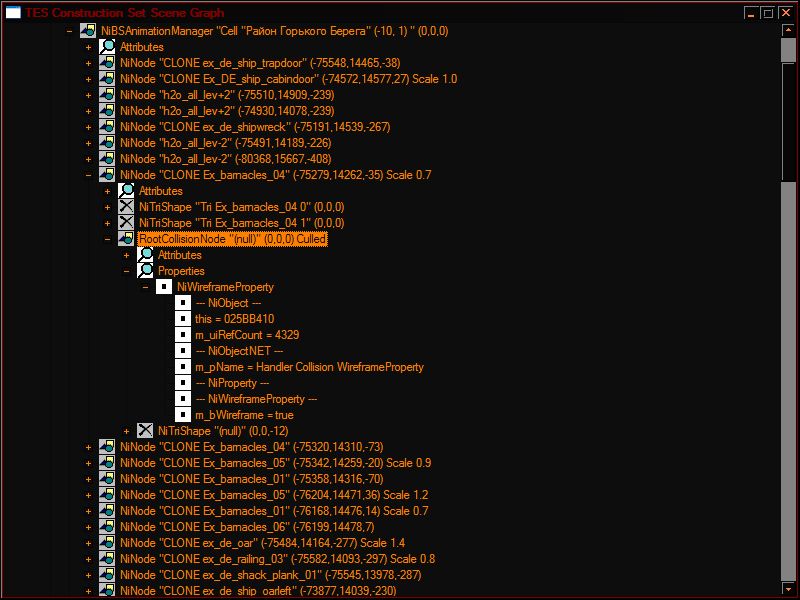 TES Construction Set Scene Graph
NiBSAnimationManager "Cell "Район Горького Берега" (-10, 1) " (0,0,0)
Attributes
NiNode "CLONE ex_de_ship_trapdoor" (-75548,14465,-38)
NiNode "CLONE Ex_DE_ship_cabindoor" (-74572,14577,27) Scale 1.0
NiNode "h2o_all_lev+2" (-75510,14909,-239)
NiNode "h2o_all_lev+2" (-74930,14078,-239)
NiNode "CLONE ex_de_shipwreck" (-75191,14539,-267)
NiNode "h2o_all_lev-2" (-75491,14189,-226)
NiNode "h2o_all_lev-2" (-80368,15667,-408)
NiNode "CLONE Ex_barnacles_04" (-75279,14262,-35) Scale 0.7
Attributes
NiTriShape "Tri Ex_barnacles_04 0" (0,0,0)
NiTriShape "Tri Ex_barnacles_04 1" (0,0,0)
RootCollisionNode "(null)" (0,0,0) Culled
Attributes
Properties
NiWireframeProperty
--- NiObject ---
this = 025BB410
m_uiRefCount = 4329
--- NiObjectNET ---
m_pName = Handler Collision WireframeProperty
--- NiProperty ---
--- NiWireframeProperty ---
m_bWireframe = true
NiTriShape "(null)" (0,0,-12)
NiNode "CLONE Ex_barnacles_04" (-75320,14310,-73)
NiNode "CLONE Ex_barnacles_05" (-75342,14259,-20) Scale 0.9
NiNode "CLONE Ex_barnacles_01" (-75358,14316,-70)
NiNode "CLONE Ex_barnacles_05" (-76204,14471,36) Scale 1.2
NiNode "CLONE Ex_barnacles_01" (-76168,14476,14) Scale 0.7
NiNode "CLONE Ex_barnacles_06" (-76199,14478,7)
NiNode "CLONE ex_de_oar" (-75484,14164,-277) Scale 1.4
NiNode "CLONE ex_de_railing_03" (-75582,14093,-297) Scale 0.8
NiNode "CLONE ex_de_shack_plank_01" (-75545,13978,-287)
NiNode "CLONE ex_de_ship_oarleft" (-73877,14039,-230)